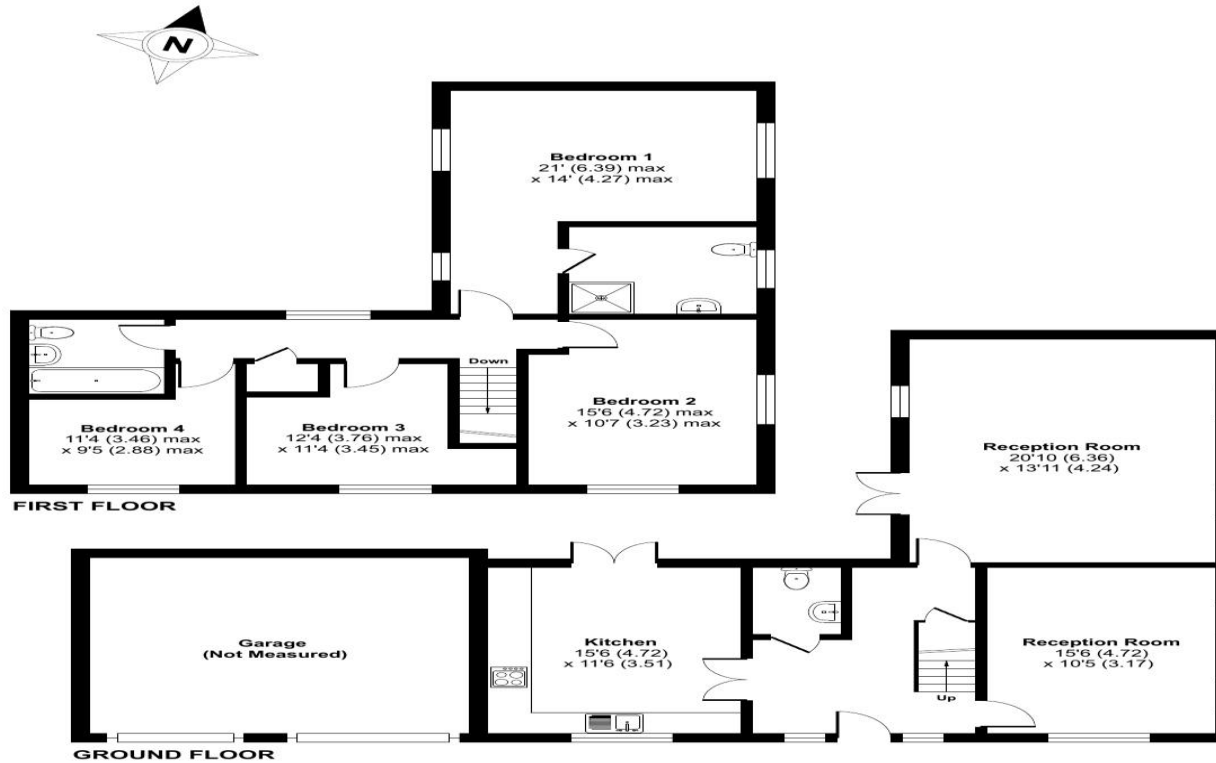 N
Bedroom 1
21' (6.39) max
x 14' (4.27) max
Down
Bedroom 2
15'6 (4.72) max
x 10'7 (3.23) max
Bedroom 4
11'4 (3.46) max
x 9'5 (2.88) max
Bedroom 3
12'4 (3.76) max
x 11'4 (3.45) max
FIRST FLOOR
Reception Room
20'10 (6.36)
x 13'11 (4.24)
Garage
(Not Measured)
Kitchen
15'6 (4.72)
x 11'6 (3.51)
Up
Reception Room
15'6 (4.72)
x 10'5 (3.17)
GROUND FLOOR